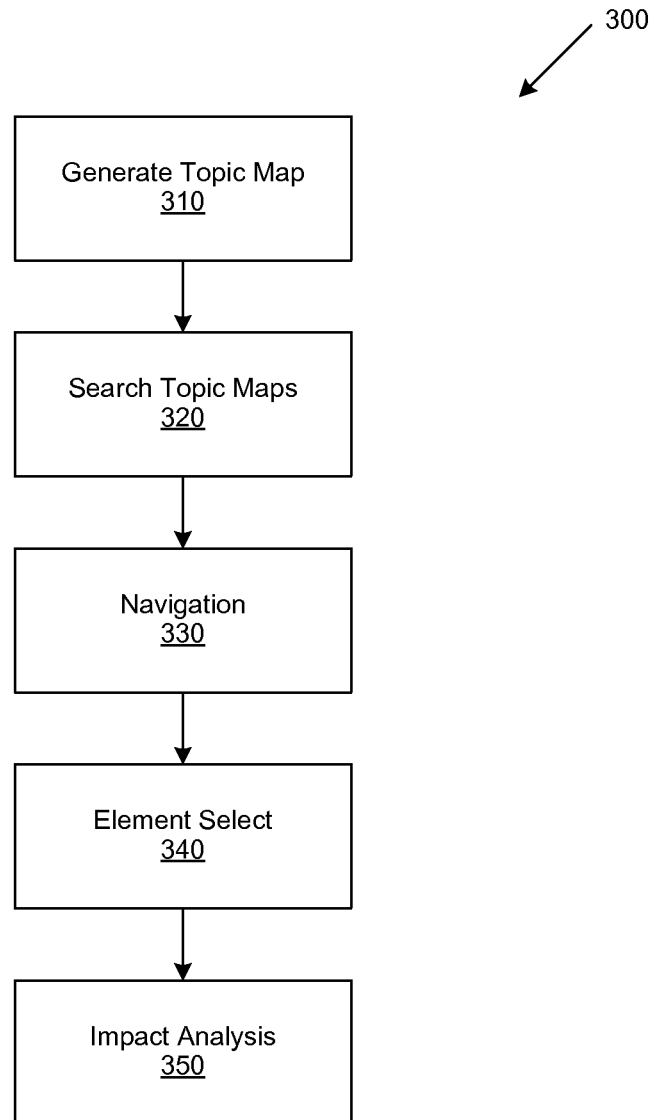 300
Generate Topic Map
310
Search Topic Maps
320
Navigation
330
Element Select
340
Impact Analysis
350